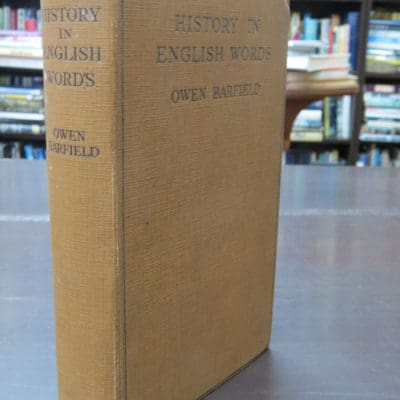 HISTORY
IN
ENGLISH
WORDS
OWEN
BARFIELD
HISTORY IN
ENGLISH WORDS
OWEN BARFIELD